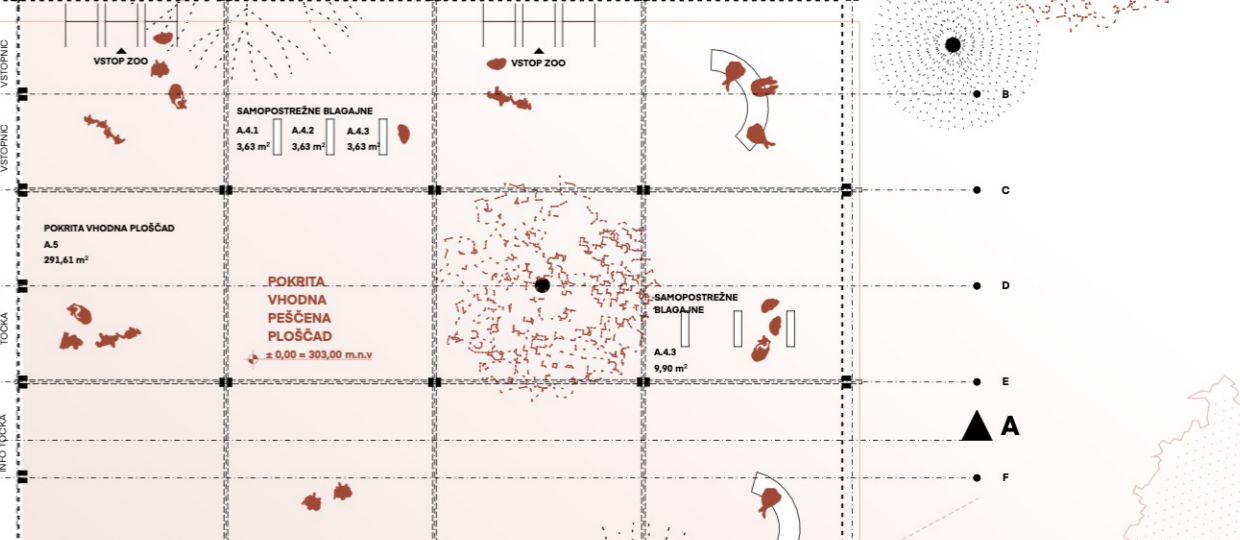 VSTOPNIC
VSTOP ZOO
VSTOP ZOO
B
SAMOPOSTREŽNE BLAGAJNE
A.4.1
A.4.2
A.4.3
3,63 m²
3,63 m²
3,63 m²
VSTOPNIC
C
POKRITA VHODNA PLOŠČAD
A.5
291,61 m²
POKRITA
VHODNA
PEŠČENA
PLOŠČAD
± 0,00 = 303,00 m.n.v
D
SAMOPOSTREŽNE
BLAGAJNE
A.4.3
9,90 m²
TOČKA
E
A
INFO TOČKA
F